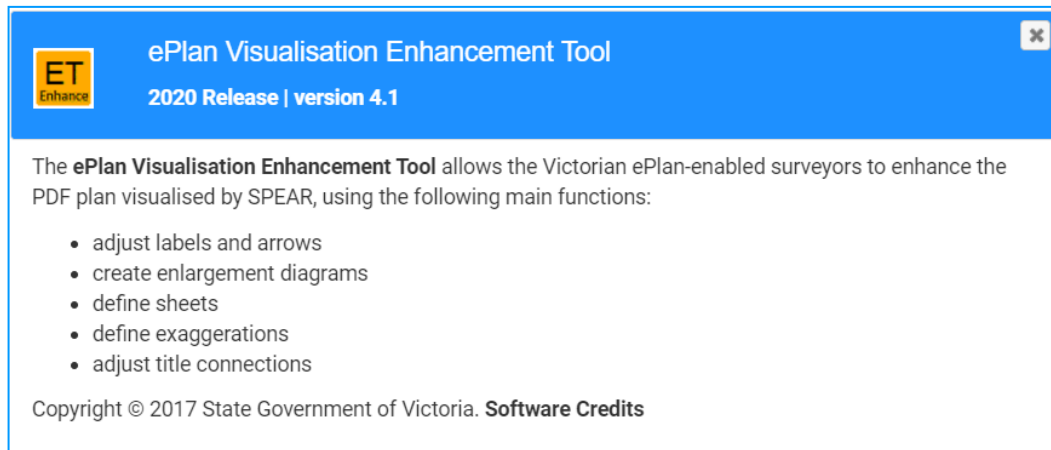 ET
Enhance
ePlan Visualisation Enhancement Tool
2020 Release | version 4.1
The ePlan Visualisation Enhancement Tool allows the Victorian ePlan-enabled surveyors to enhance the
PDF plan visualised by SPEAR, using the following main functions:
• adjust labels and arrows
• create enlargement diagrams
• define sheets
• define exaggerations
• adjust title connections
Copyright © 2017 State Government of Victoria. Software Credits